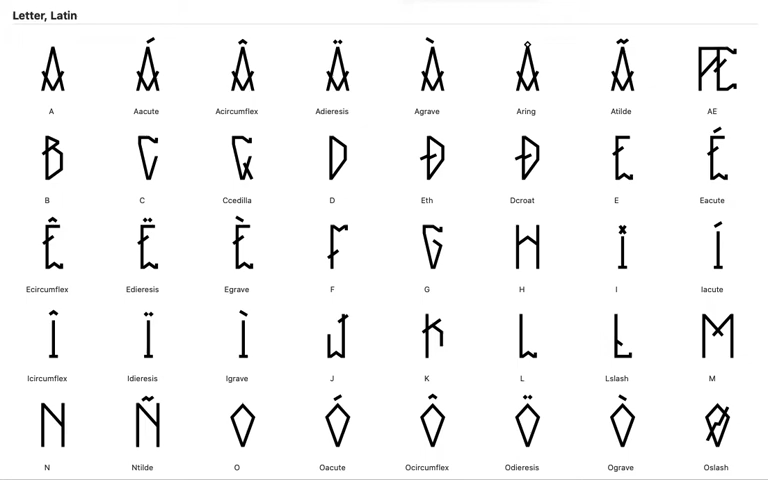 Letter, Latin
A Á Â Ä À Å Ã Æ
A Aacute Acircumflex Adieresis Agrave Aring Atilde AE
B C Ç D Ð Đ E É
B C Ccedilla D Eth Dcroat E Eacute
Ê Ë È F G H I Í
Ecircumflex Edieresis Egrave F G H I Iacute
Î Ï Ì J K L Ł M
Icircumflex Idieresis Igrave J K L Lslash M
N Ñ O Ó Ô Ö Ò Ø
N Ntilde O Oacute Ocircumflex Odieresis Ograve Oslash